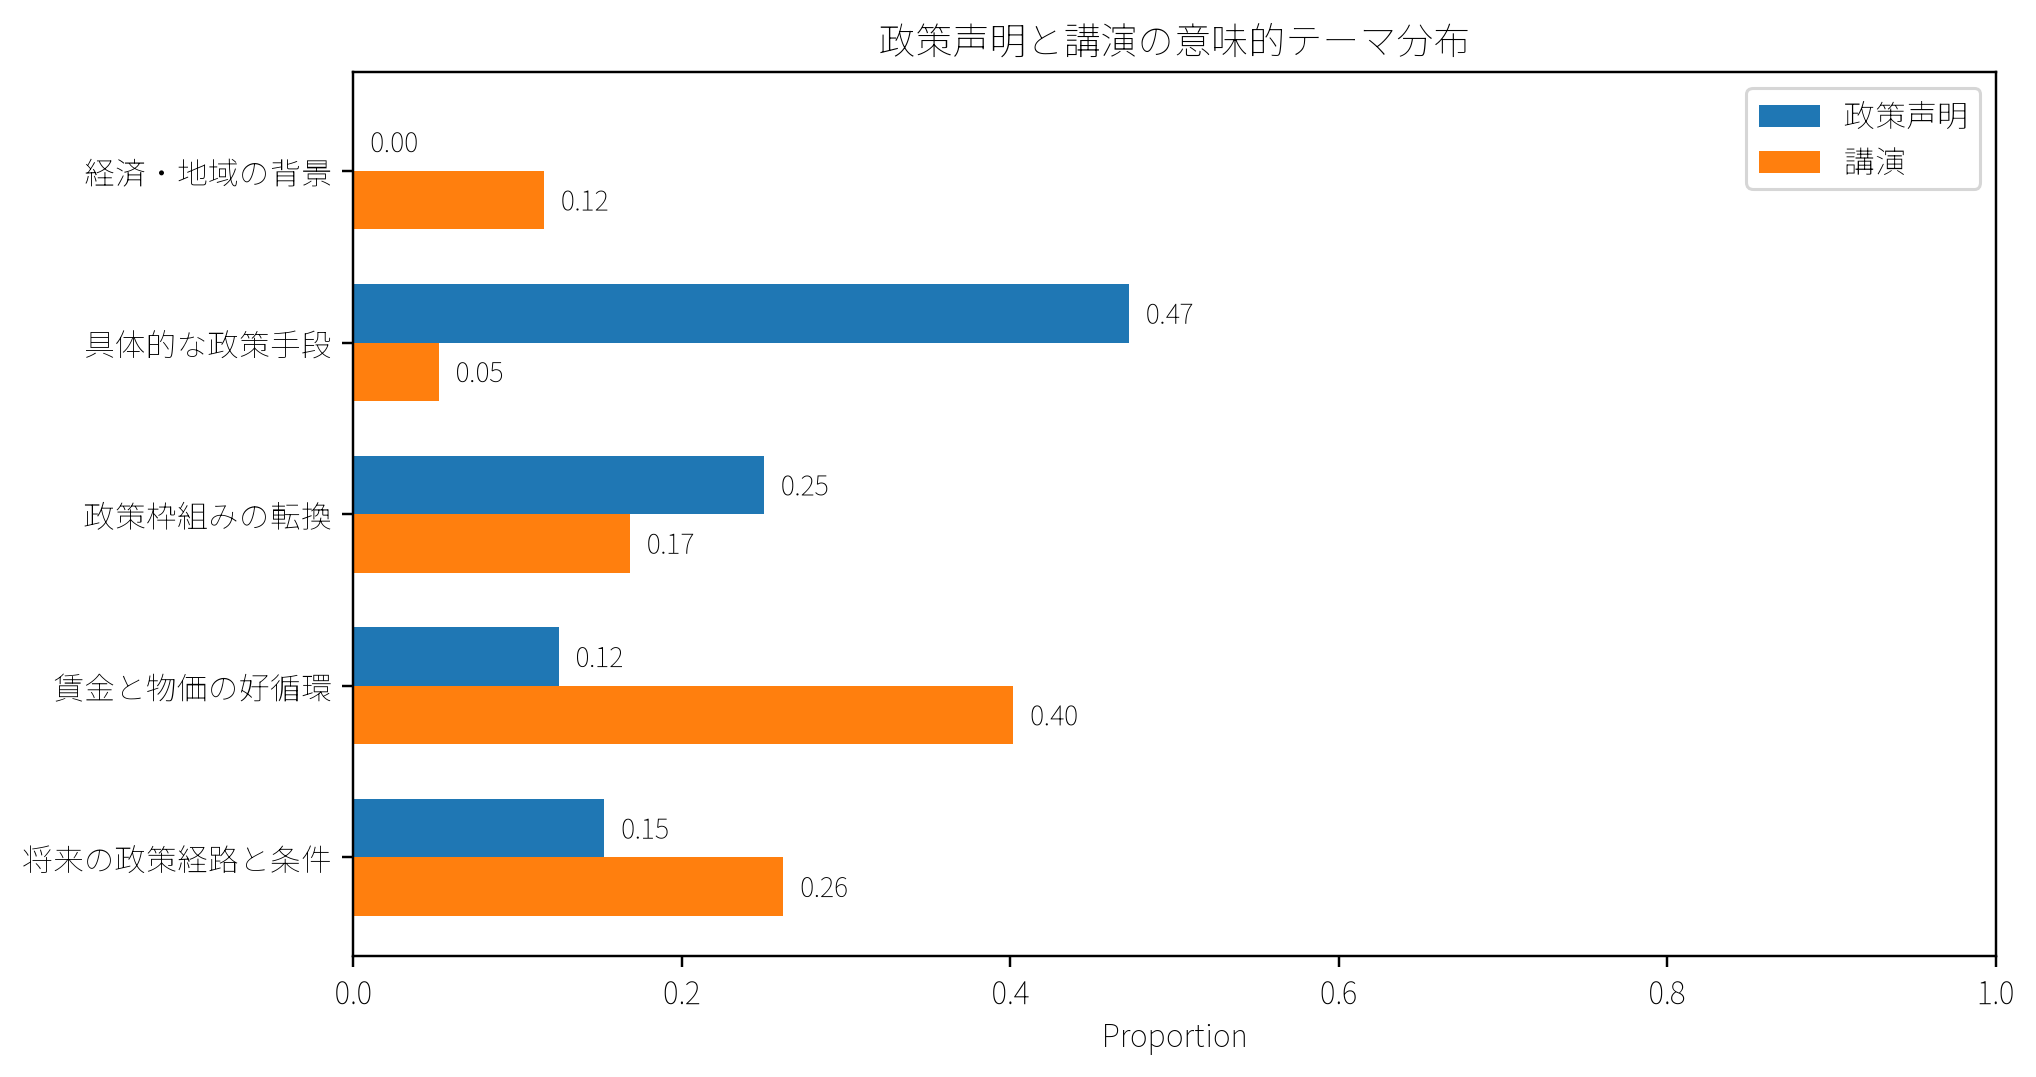 政策声明と講演の意味的テーマ分布
政策声明
講演
経済・地域の背景
0.00
0.12
具体的な政策手段
0.47
0.05
政策枠組みの転換
0.25
0.17
賃金と物価の好循環
0.12
0.40
将来の政策経路と条件
0.15
0.26
0.0 0.2 0.4 0.6 0.8 1.0
Proportion